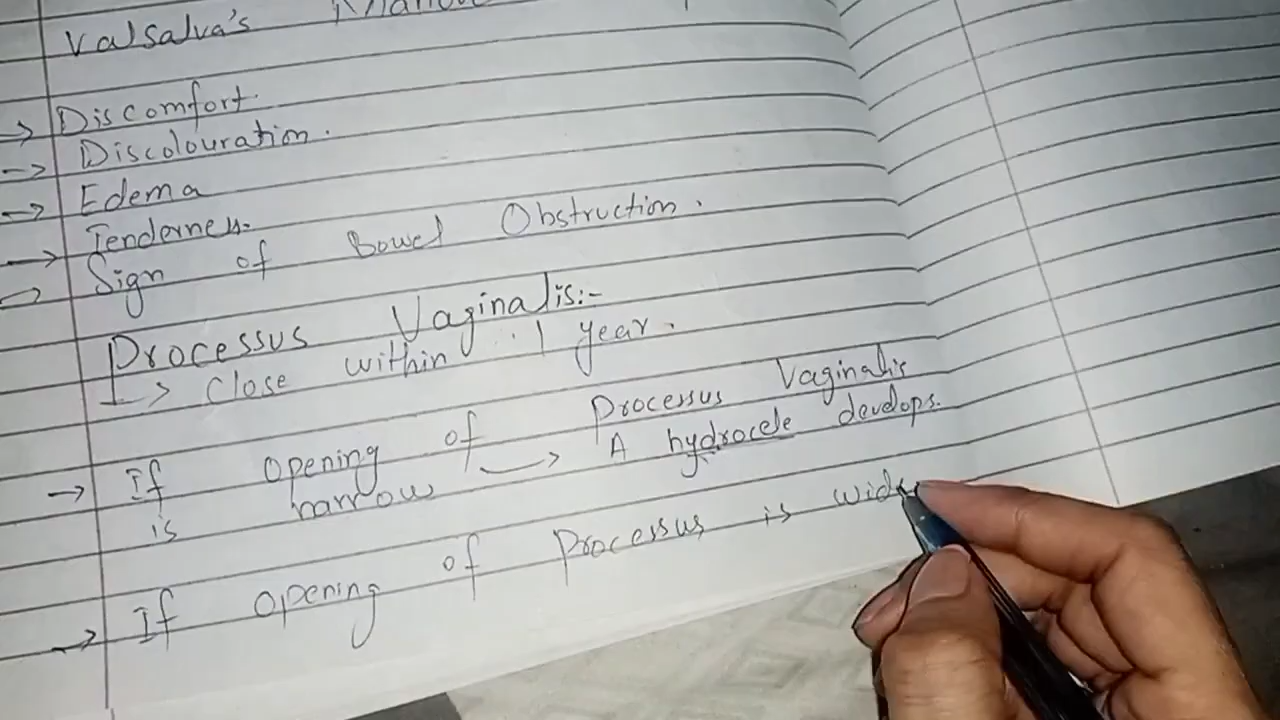 Valsalva's
→ Discomfort.
→ Discolouration.
→ Edema
→ Tenderness.
→ Sign of Bowel Obstruction.
Processus Vaginalis:-
→ Close within 1 year.
→ If opening of Processus Vaginalis
is narrow → A hydrocele develops.
→ If opening of Processus is wide